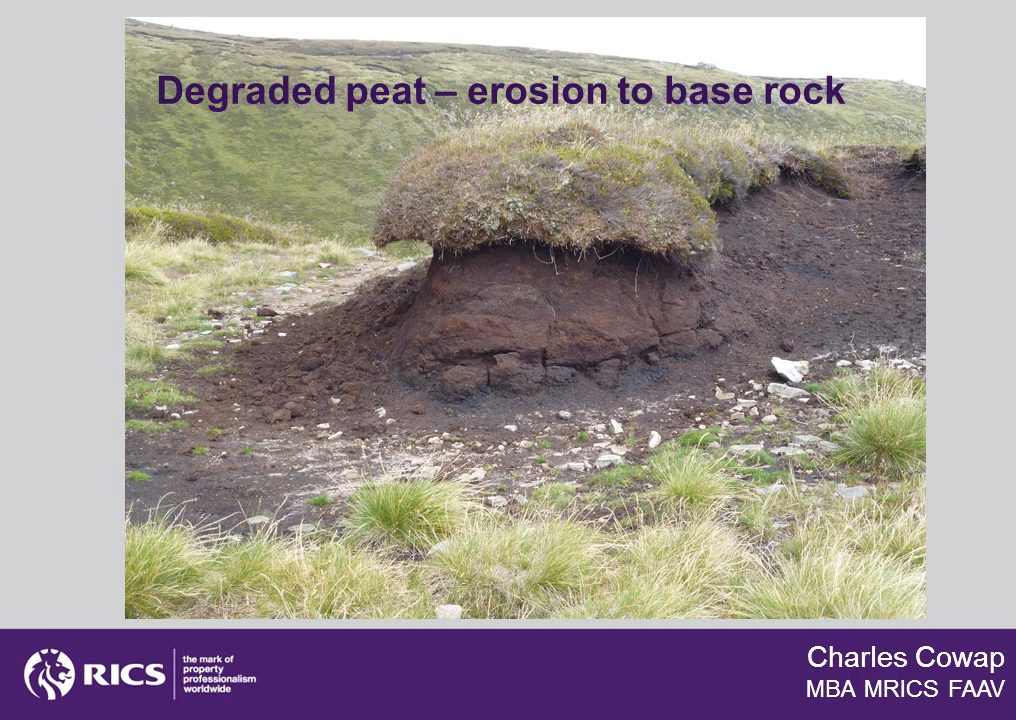 Degraded peat – erosion to base rock
RICS
the mark of
property
professionalism
worldwide
Charles Cowap
MBA MRICS FAAV